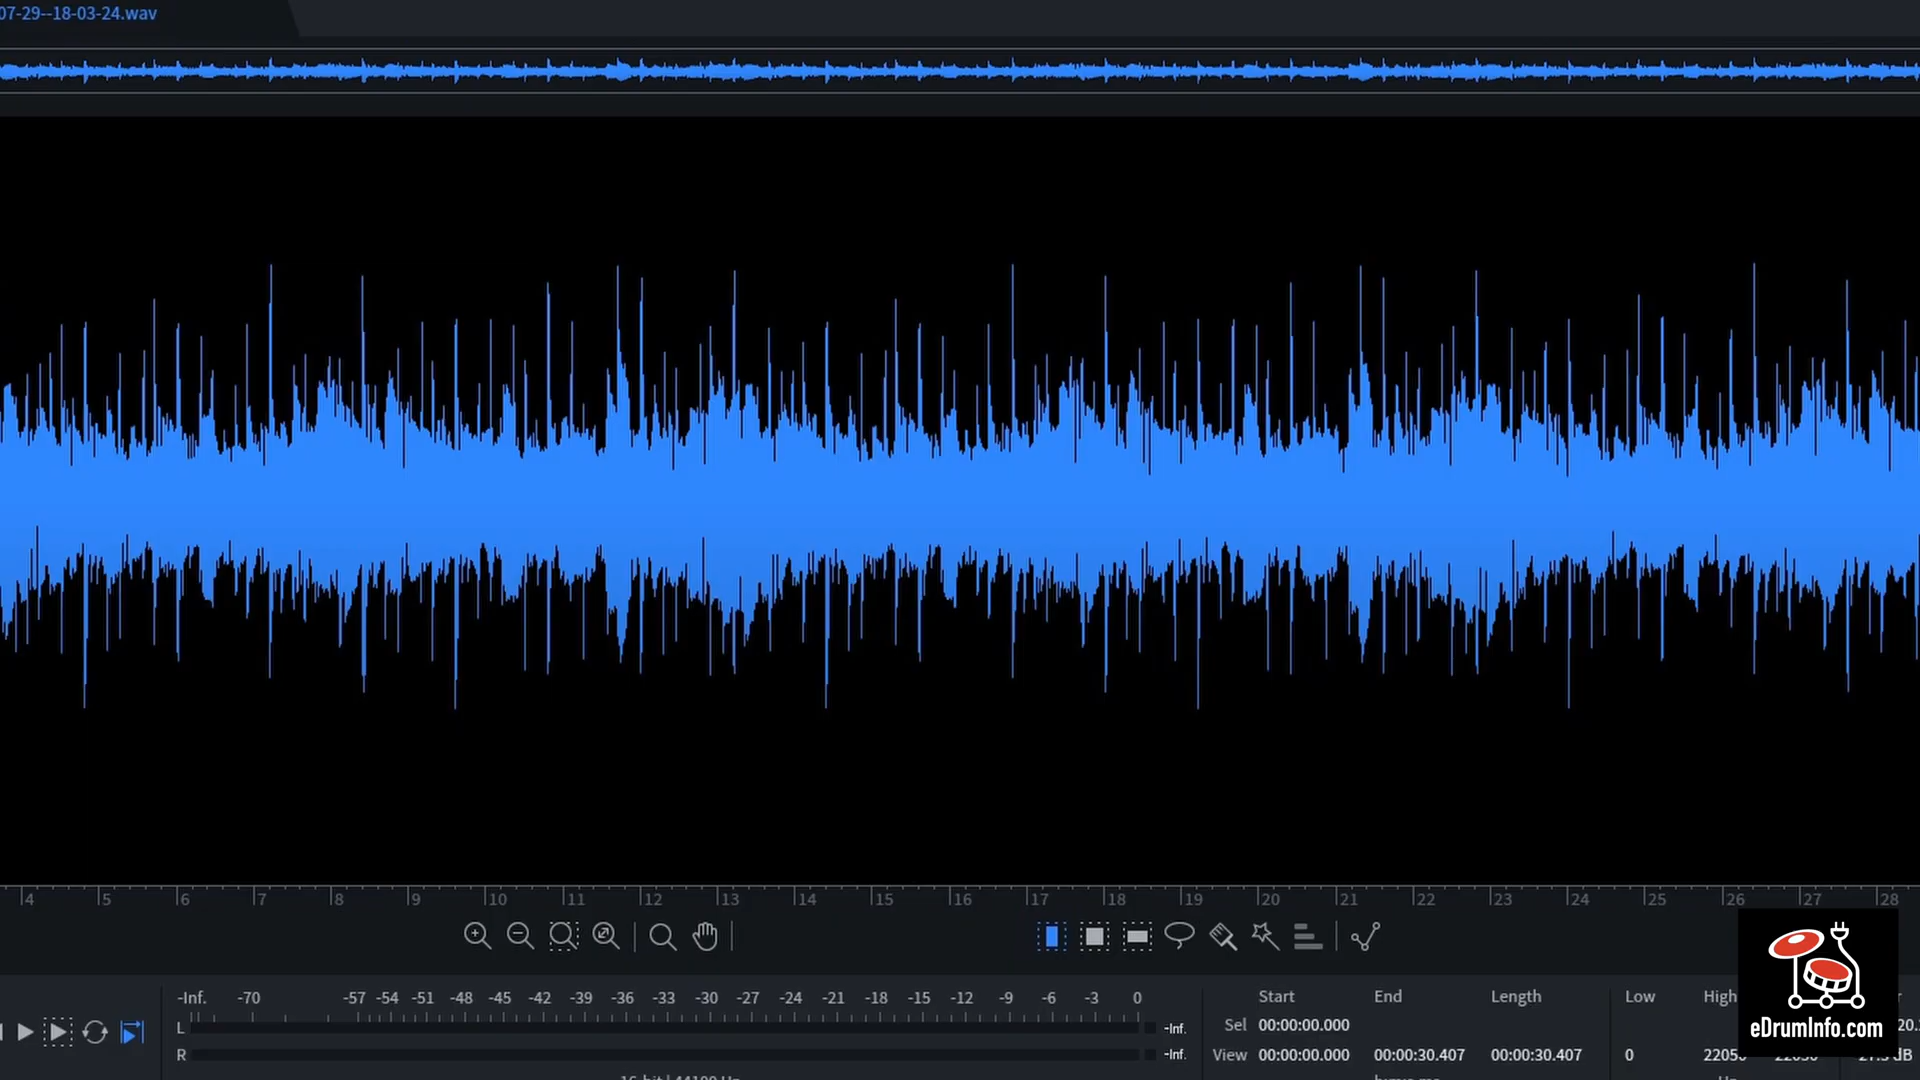 07-29--18-03-24.wav
4 5 6 7 8 9 10 11 12 13 14 15 16 17 18 19 20 21 22 23 24 25 26 27 28
-Inf. -70 -57 -54 -51 -48 -45 -42 -39 -36 -33 -30 -27 -24 -21 -18 -15 -12 -9 -6 -3 0
L -Inf.
R -Inf.
Start End Length Low High
Sel 00:00:00.000
View 00:00:00.000 00:00:30.407 00:00:30.407 0 22050
eDrumInfo.com